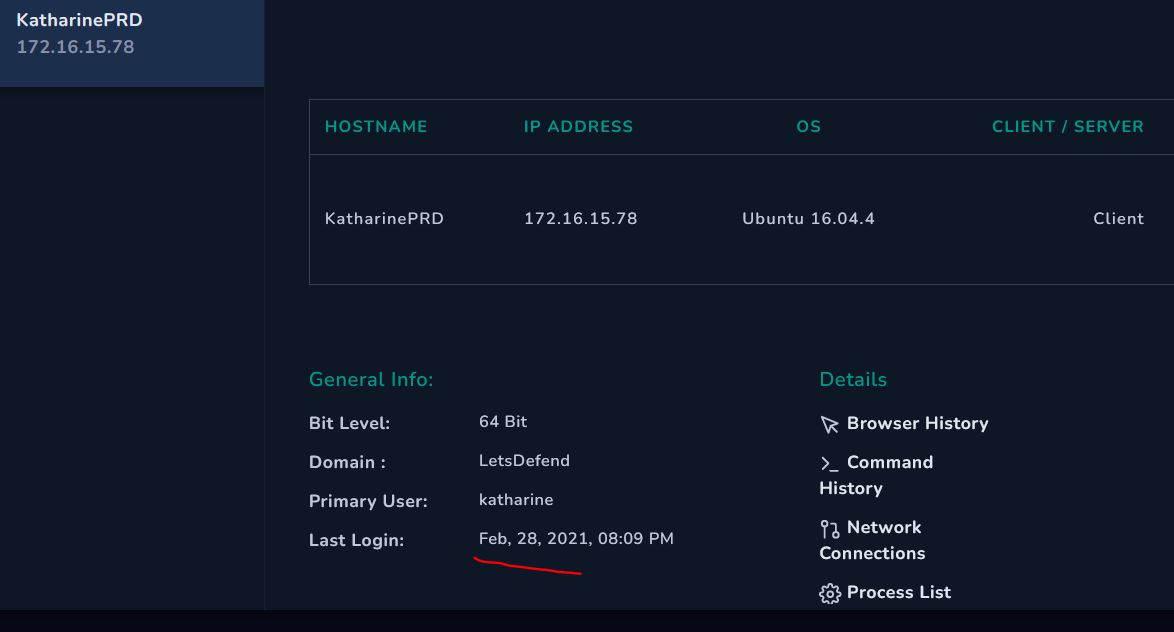 KatharinePRD
172.16.15.78
HOSTNAME IP ADDRESS OS CLIENT / SERVER
KatharinePRD 172.16.15.78 Ubuntu 16.04.4 Client
General Info:
Bit Level: 64 Bit
Domain : LetsDefend
Primary User: katharine
Last Login: Feb, 28, 2021, 08:09 PM
Details
Browser History
Command
History
Network
Connections
Process List